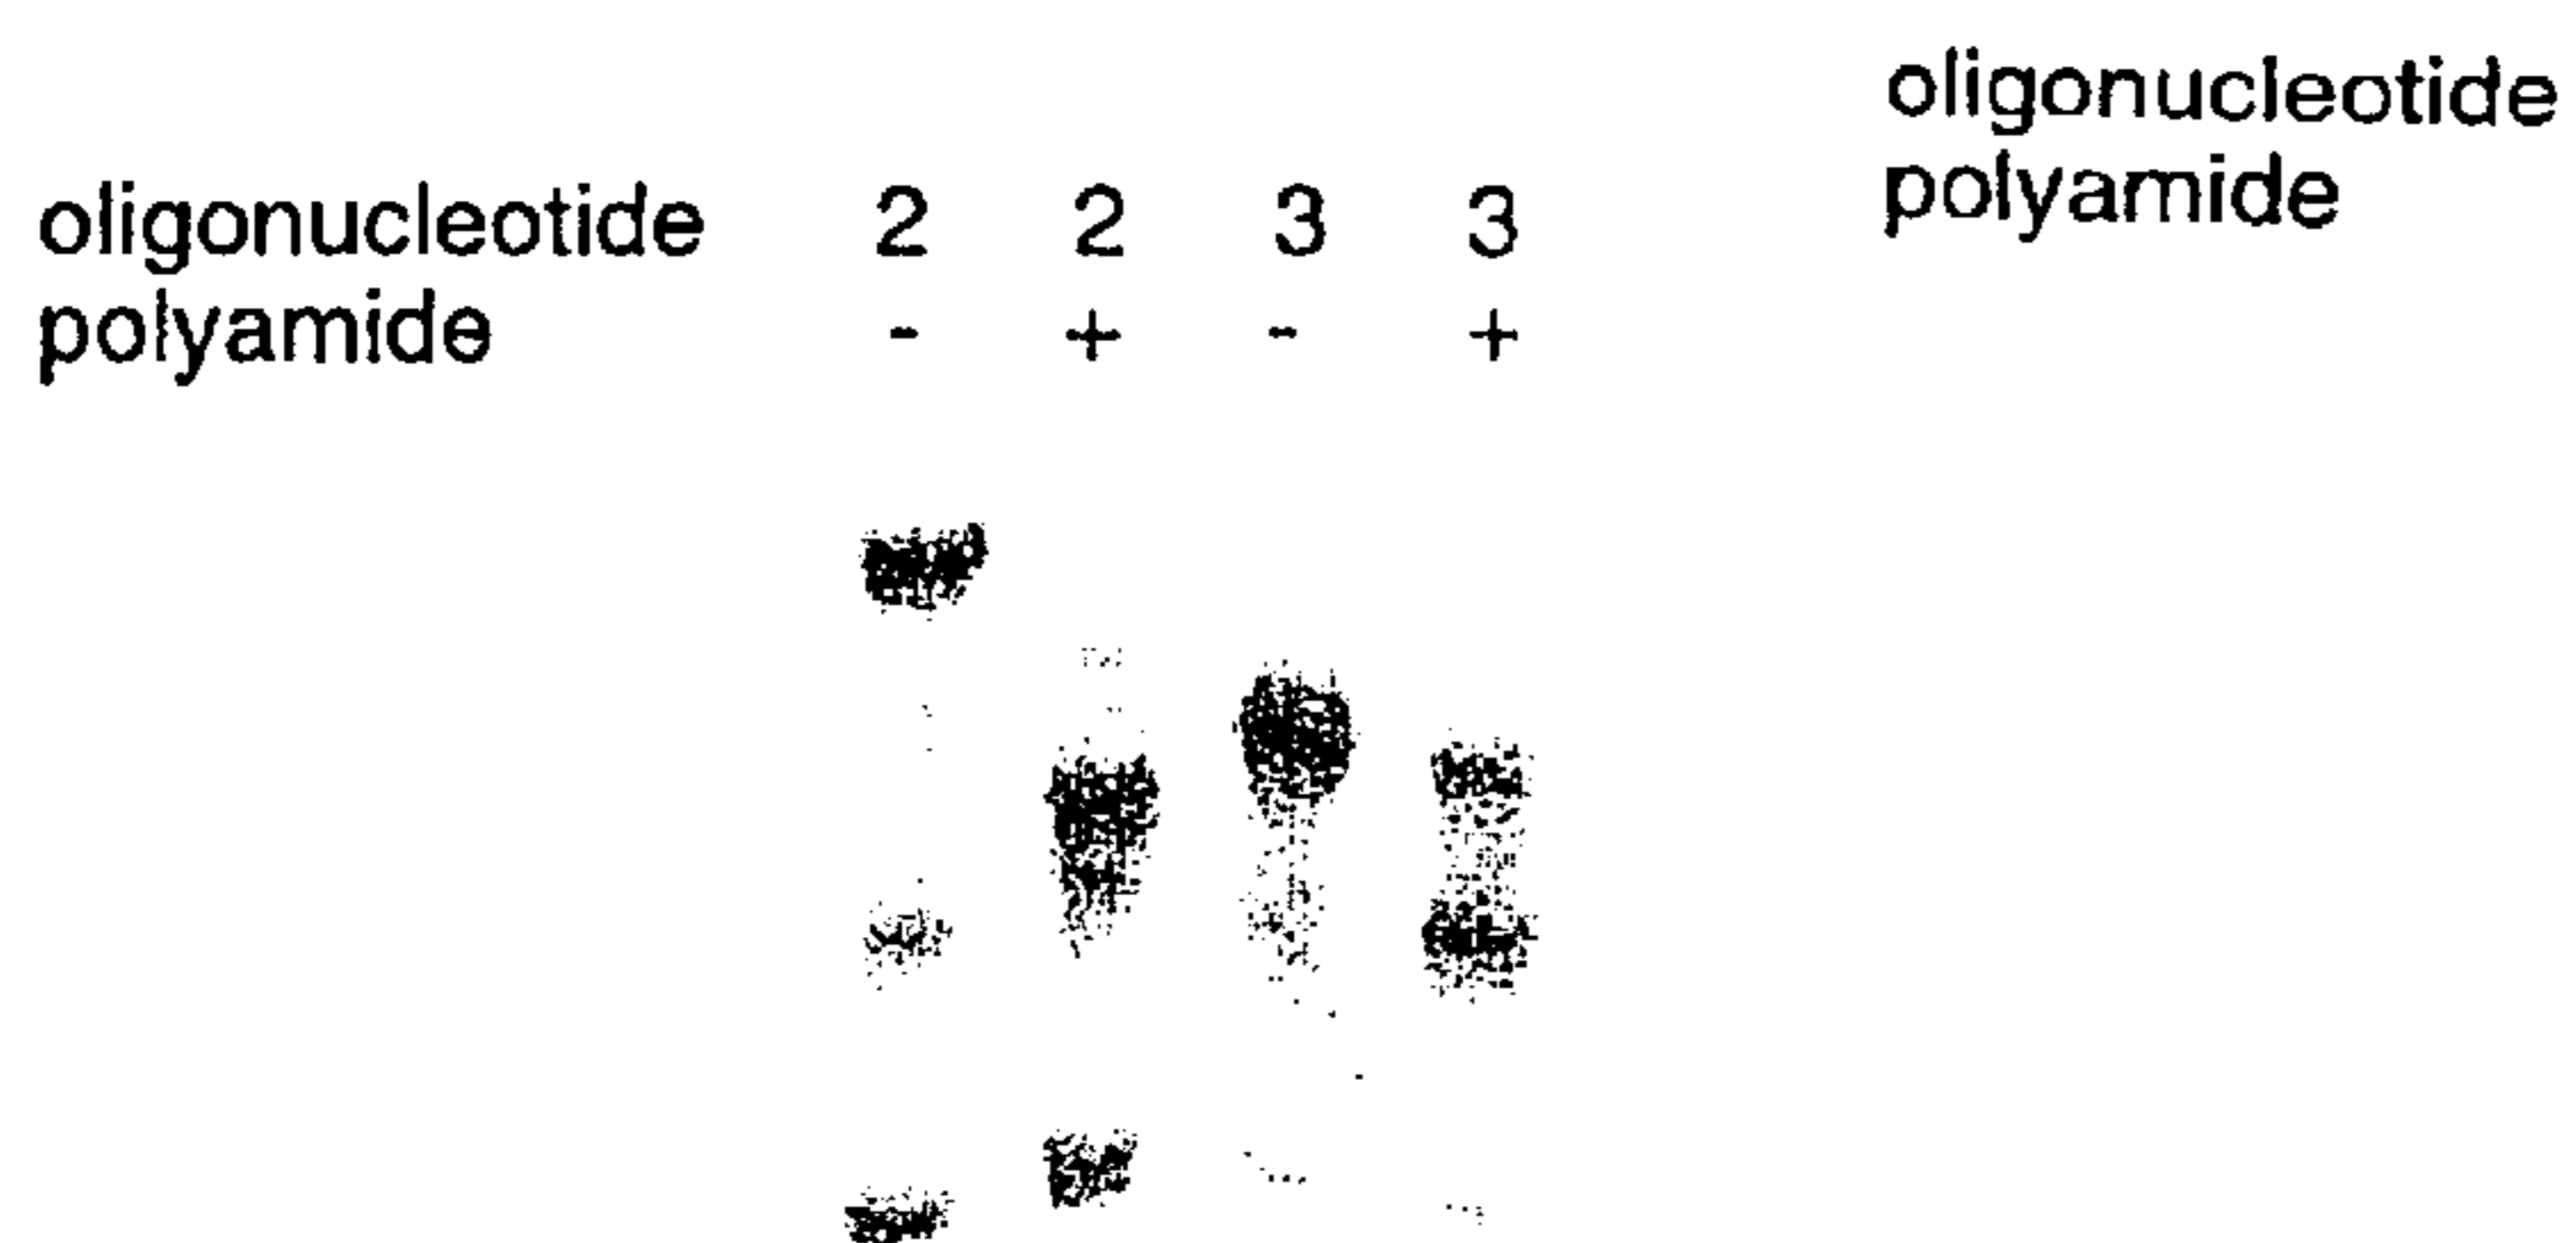 oligonucleotide 2 2 3 3
polyamide - + - +
oligonucleotide
polyamide